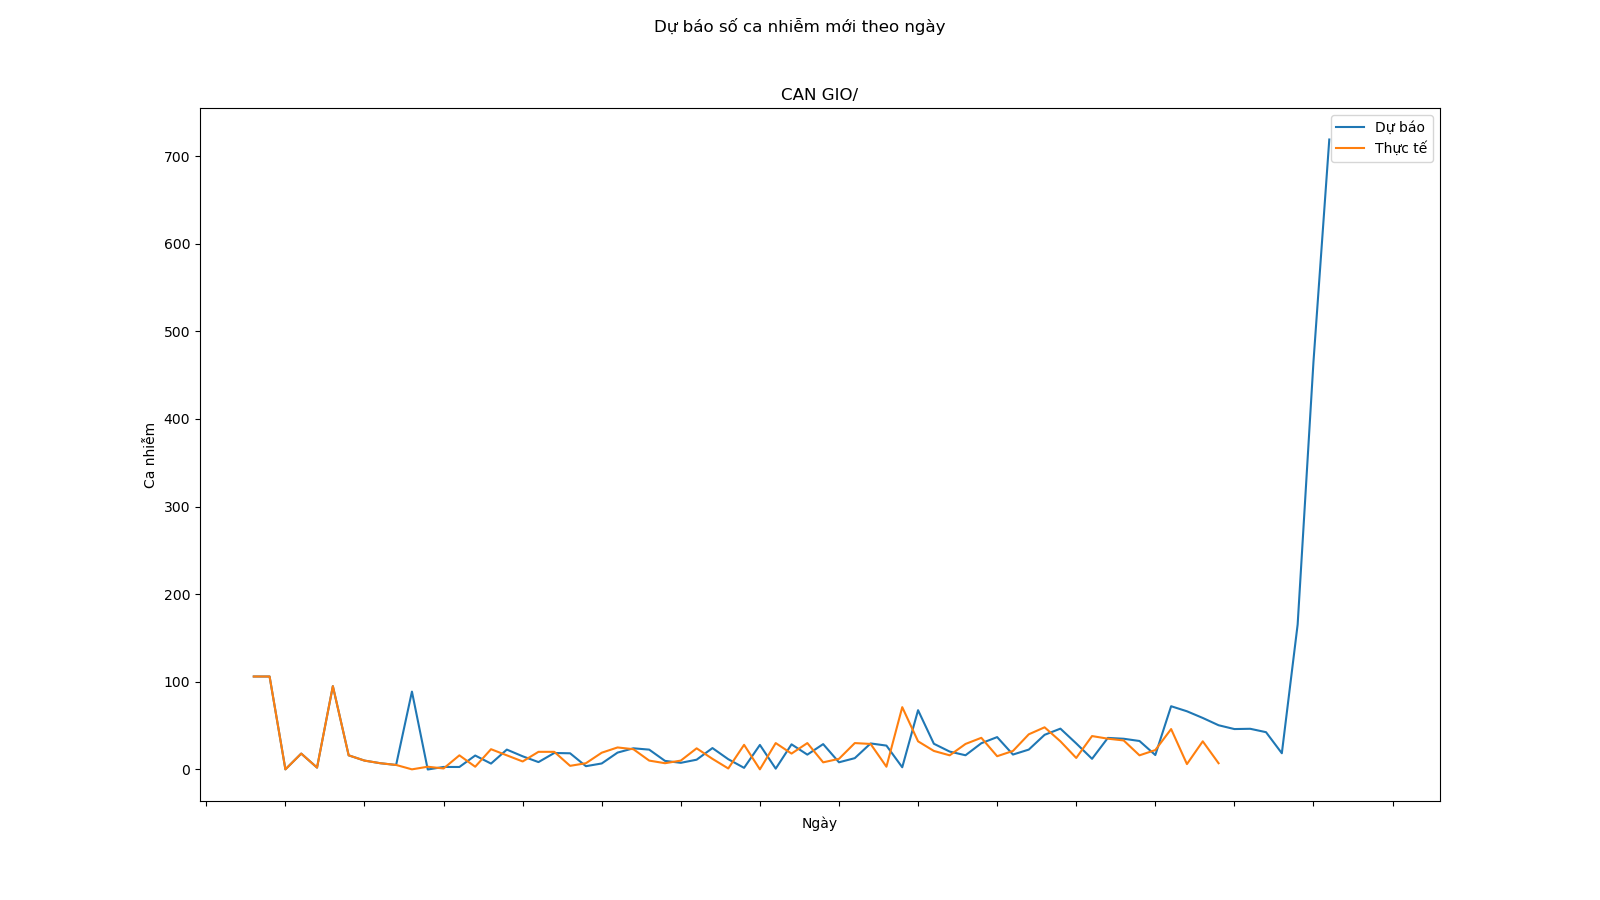 Dự báo số ca nhiễm mới theo ngày
CAN GIO/
Dự báo
Thực tế
700
600
500
400
300
200
100
0
Ca nhiễm
Ngày